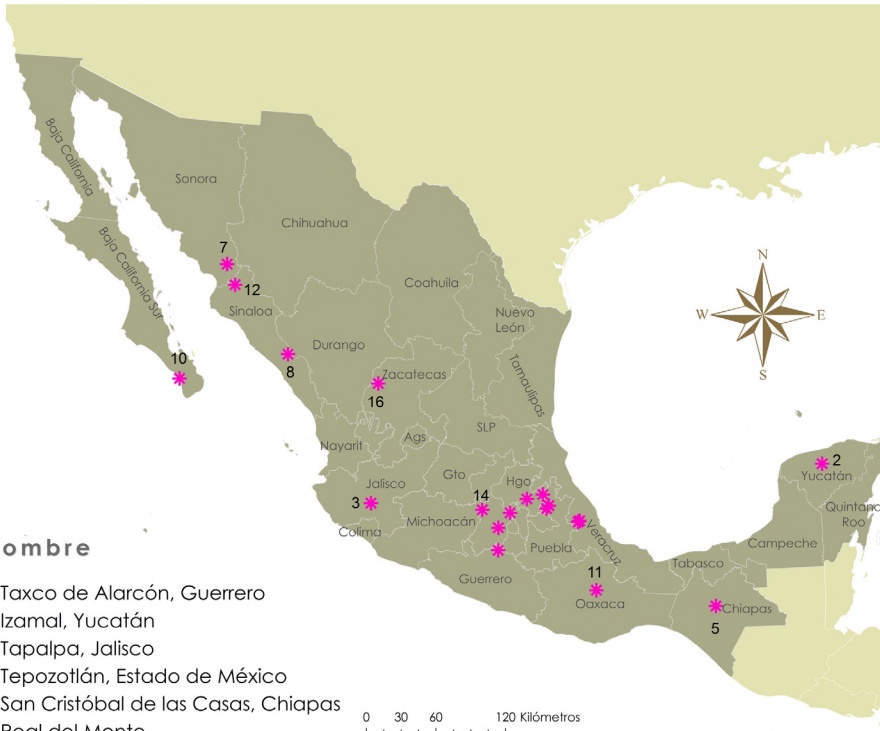 N
W
E
S
Baja California
Sonora
Chihuahua
Baja California Sur
7
12
Sinaloa
Coahuila
Nuevo
León
Durango
10
8
Zacatecas
16
Tamaulipas
Nayarit
Ags
SLP
2
Yucatán
Gto
Hgo
Jalisco
3
14
Michoacán
Colima
Quintana
Roo
Veracruz
Puebla
Campeche
Tabasco
Guerrero
11
Oaxaca
Chiapas
5
ombre
Taxco de Alarcón, Guerrero
Izamal, Yucatán
Tapalpa, Jalisco
Tepozotlán, Estado de México
San Cristóbal de las Casas, Chiapas
Real del Monte
0 30 60 120 Kilómetros